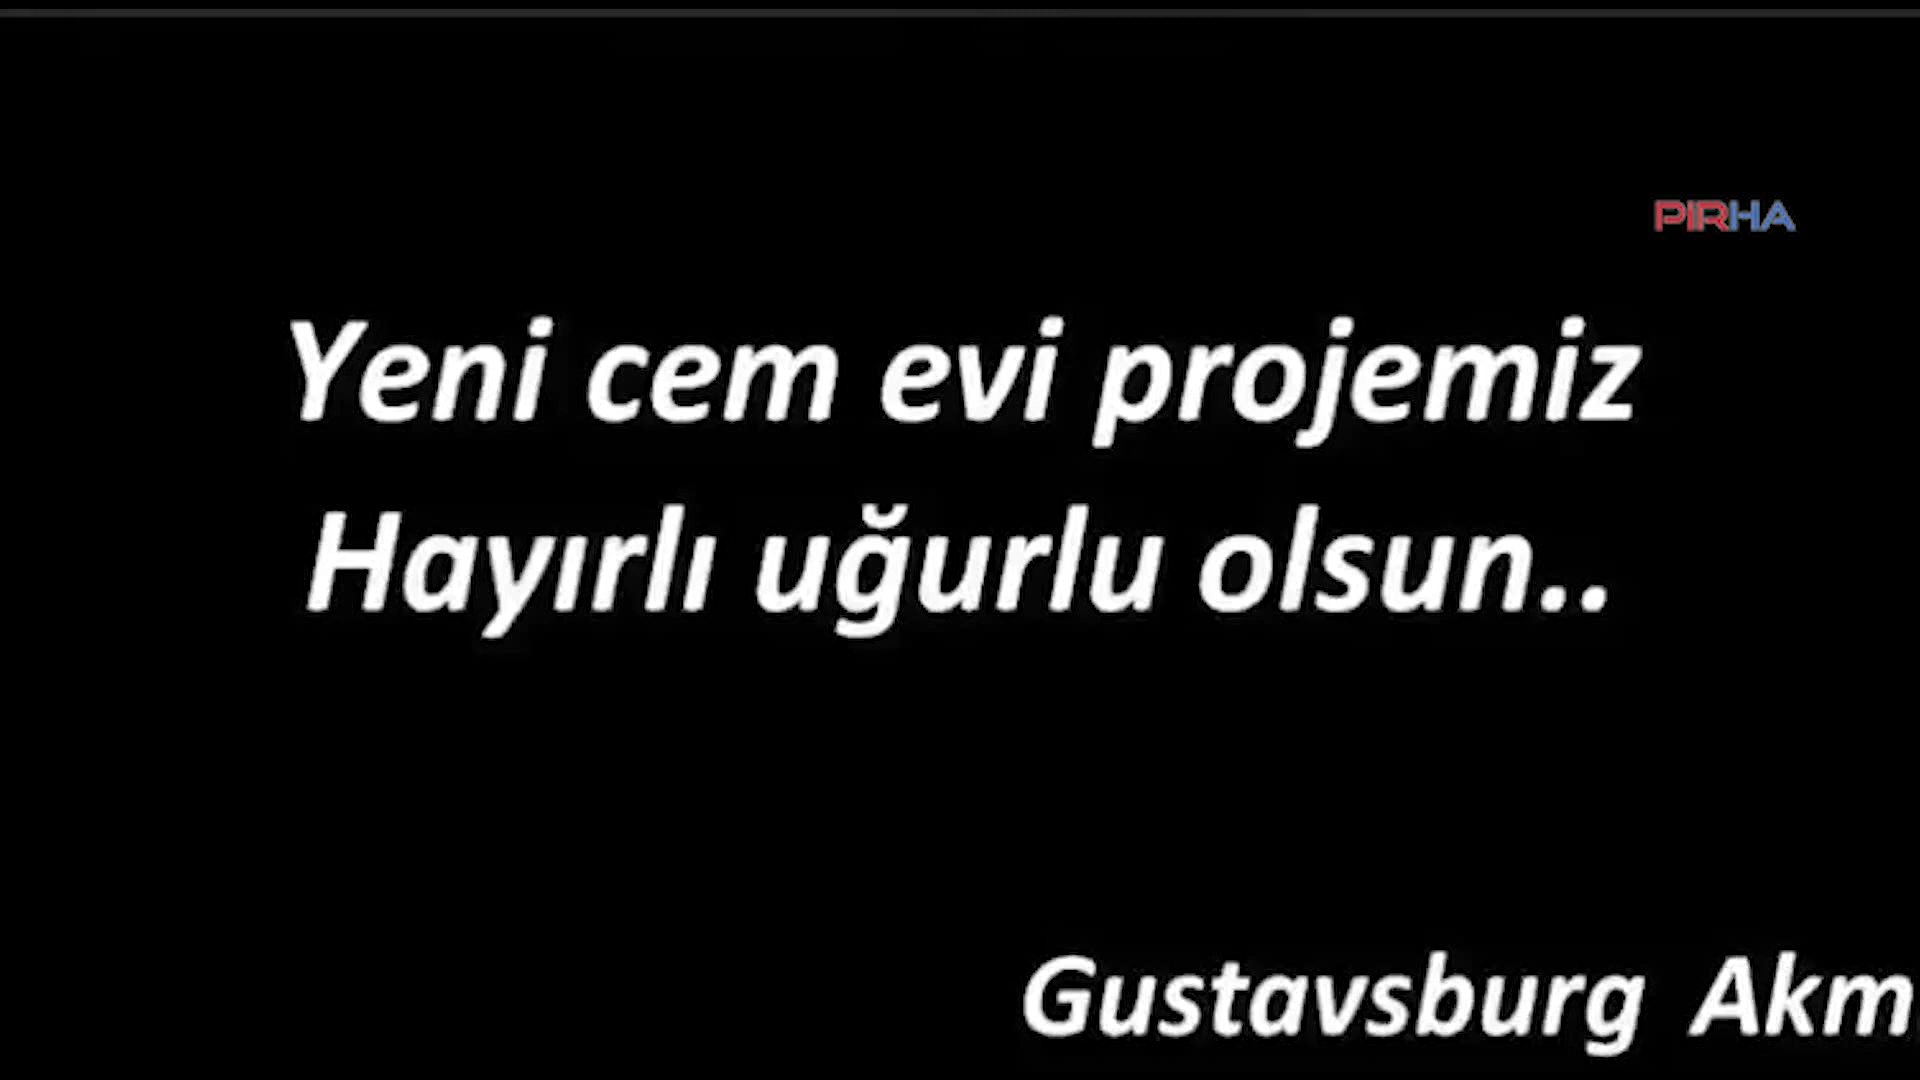 PIRHA
Yeni cem evi projemiz
Hayırlı uğurlu olsun..
Gustavsburg Akm